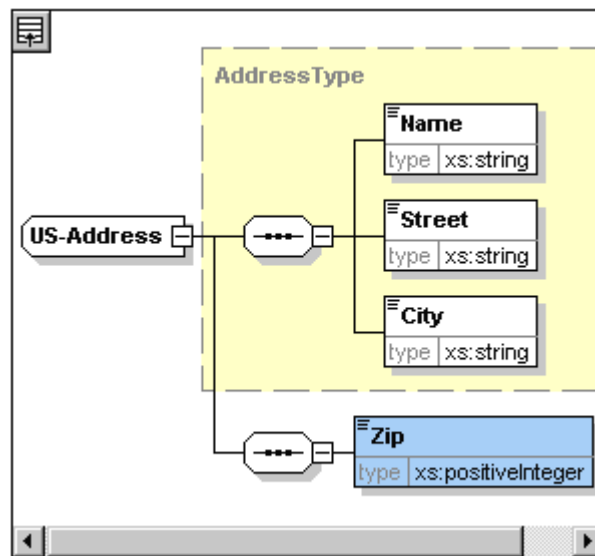 AddressType
Name
type xs:string
US-Address
Street
type xs:string
City
type xs:string
Zip
type xs:positiveInteger